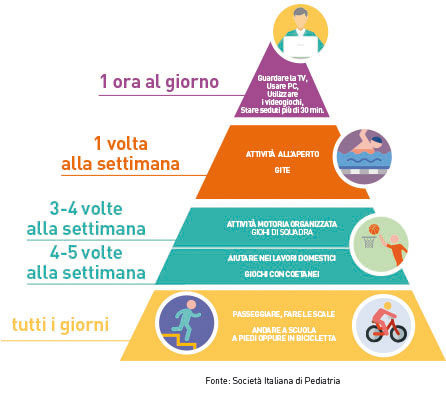 1 ora al giorno
Guardare la TV,
Usare PC,
Utilizzare
i videogiochi,
Stare seduti più di 30 min.
1 volta
alla settimana
ATTIVITÀ ALL'APERTO
GITE
3-4 volte
alla settimana
ATTIVITÀ MOTORIA ORGANIZZATA
GIOHI DI SQUADRA
4-5 volte
alla settimana
AIUTARE NEI LAVORI DOMESTICI
GIOCHI CON COETANEI
tutti i giorni
PASSEGGIARE, FARE LE SCALE
ANDARE A SCUOLA
A PIEDI OPPURE IN BICICLETTA
Fonte: Società Italiana di Pediatria